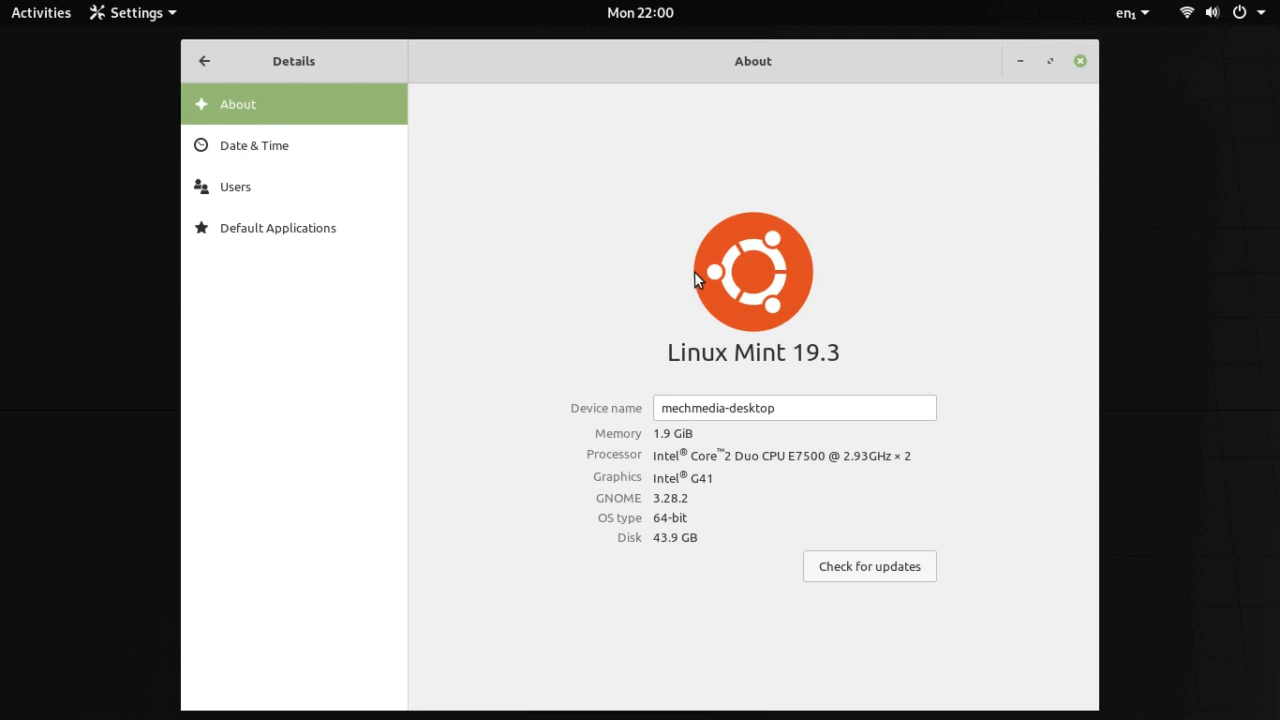 Activities Settings Mon 22:00 en₁
Details About
About
Date & Time
Users
Default Applications
Linux Mint 19.3
Device name mechmedia-desktop
Memory 1.9 GiB
Processor Intel® Core™2 Duo CPU E7500 @ 2.93GHz × 2
Graphics Intel® G41
GNOME 3.28.2
OS type 64-bit
Disk 43.9 GB
Check for updates